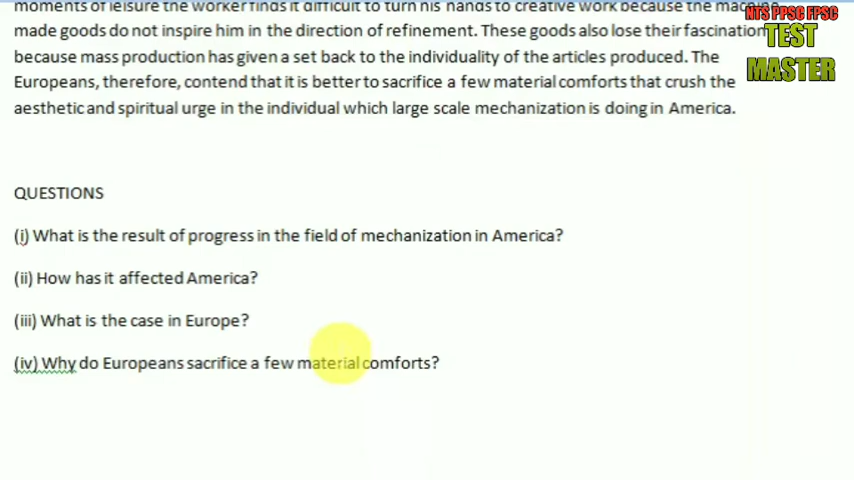 moments of leisure the worker finds it difficult to turn his hands to creative work because the machine
made goods do not inspire him in the direction of refinement. These goods also lose their fascination
because mass production has given a set back to the individuality of the articles produced. The
Europeans, therefore, contend that it is better to sacrifice a few material comforts that crush the
aesthetic and spiritual urge in the individual which large scale mechanization is doing in America.
NTS PPSC FPSC
TEST
MASTER
QUESTIONS
(i) What is the result of progress in the field of mechanization in America?
(ii) How has it affected America?
(iii) What is the case in Europe?
(iv) Why do Europeans sacrifice a few material comforts?